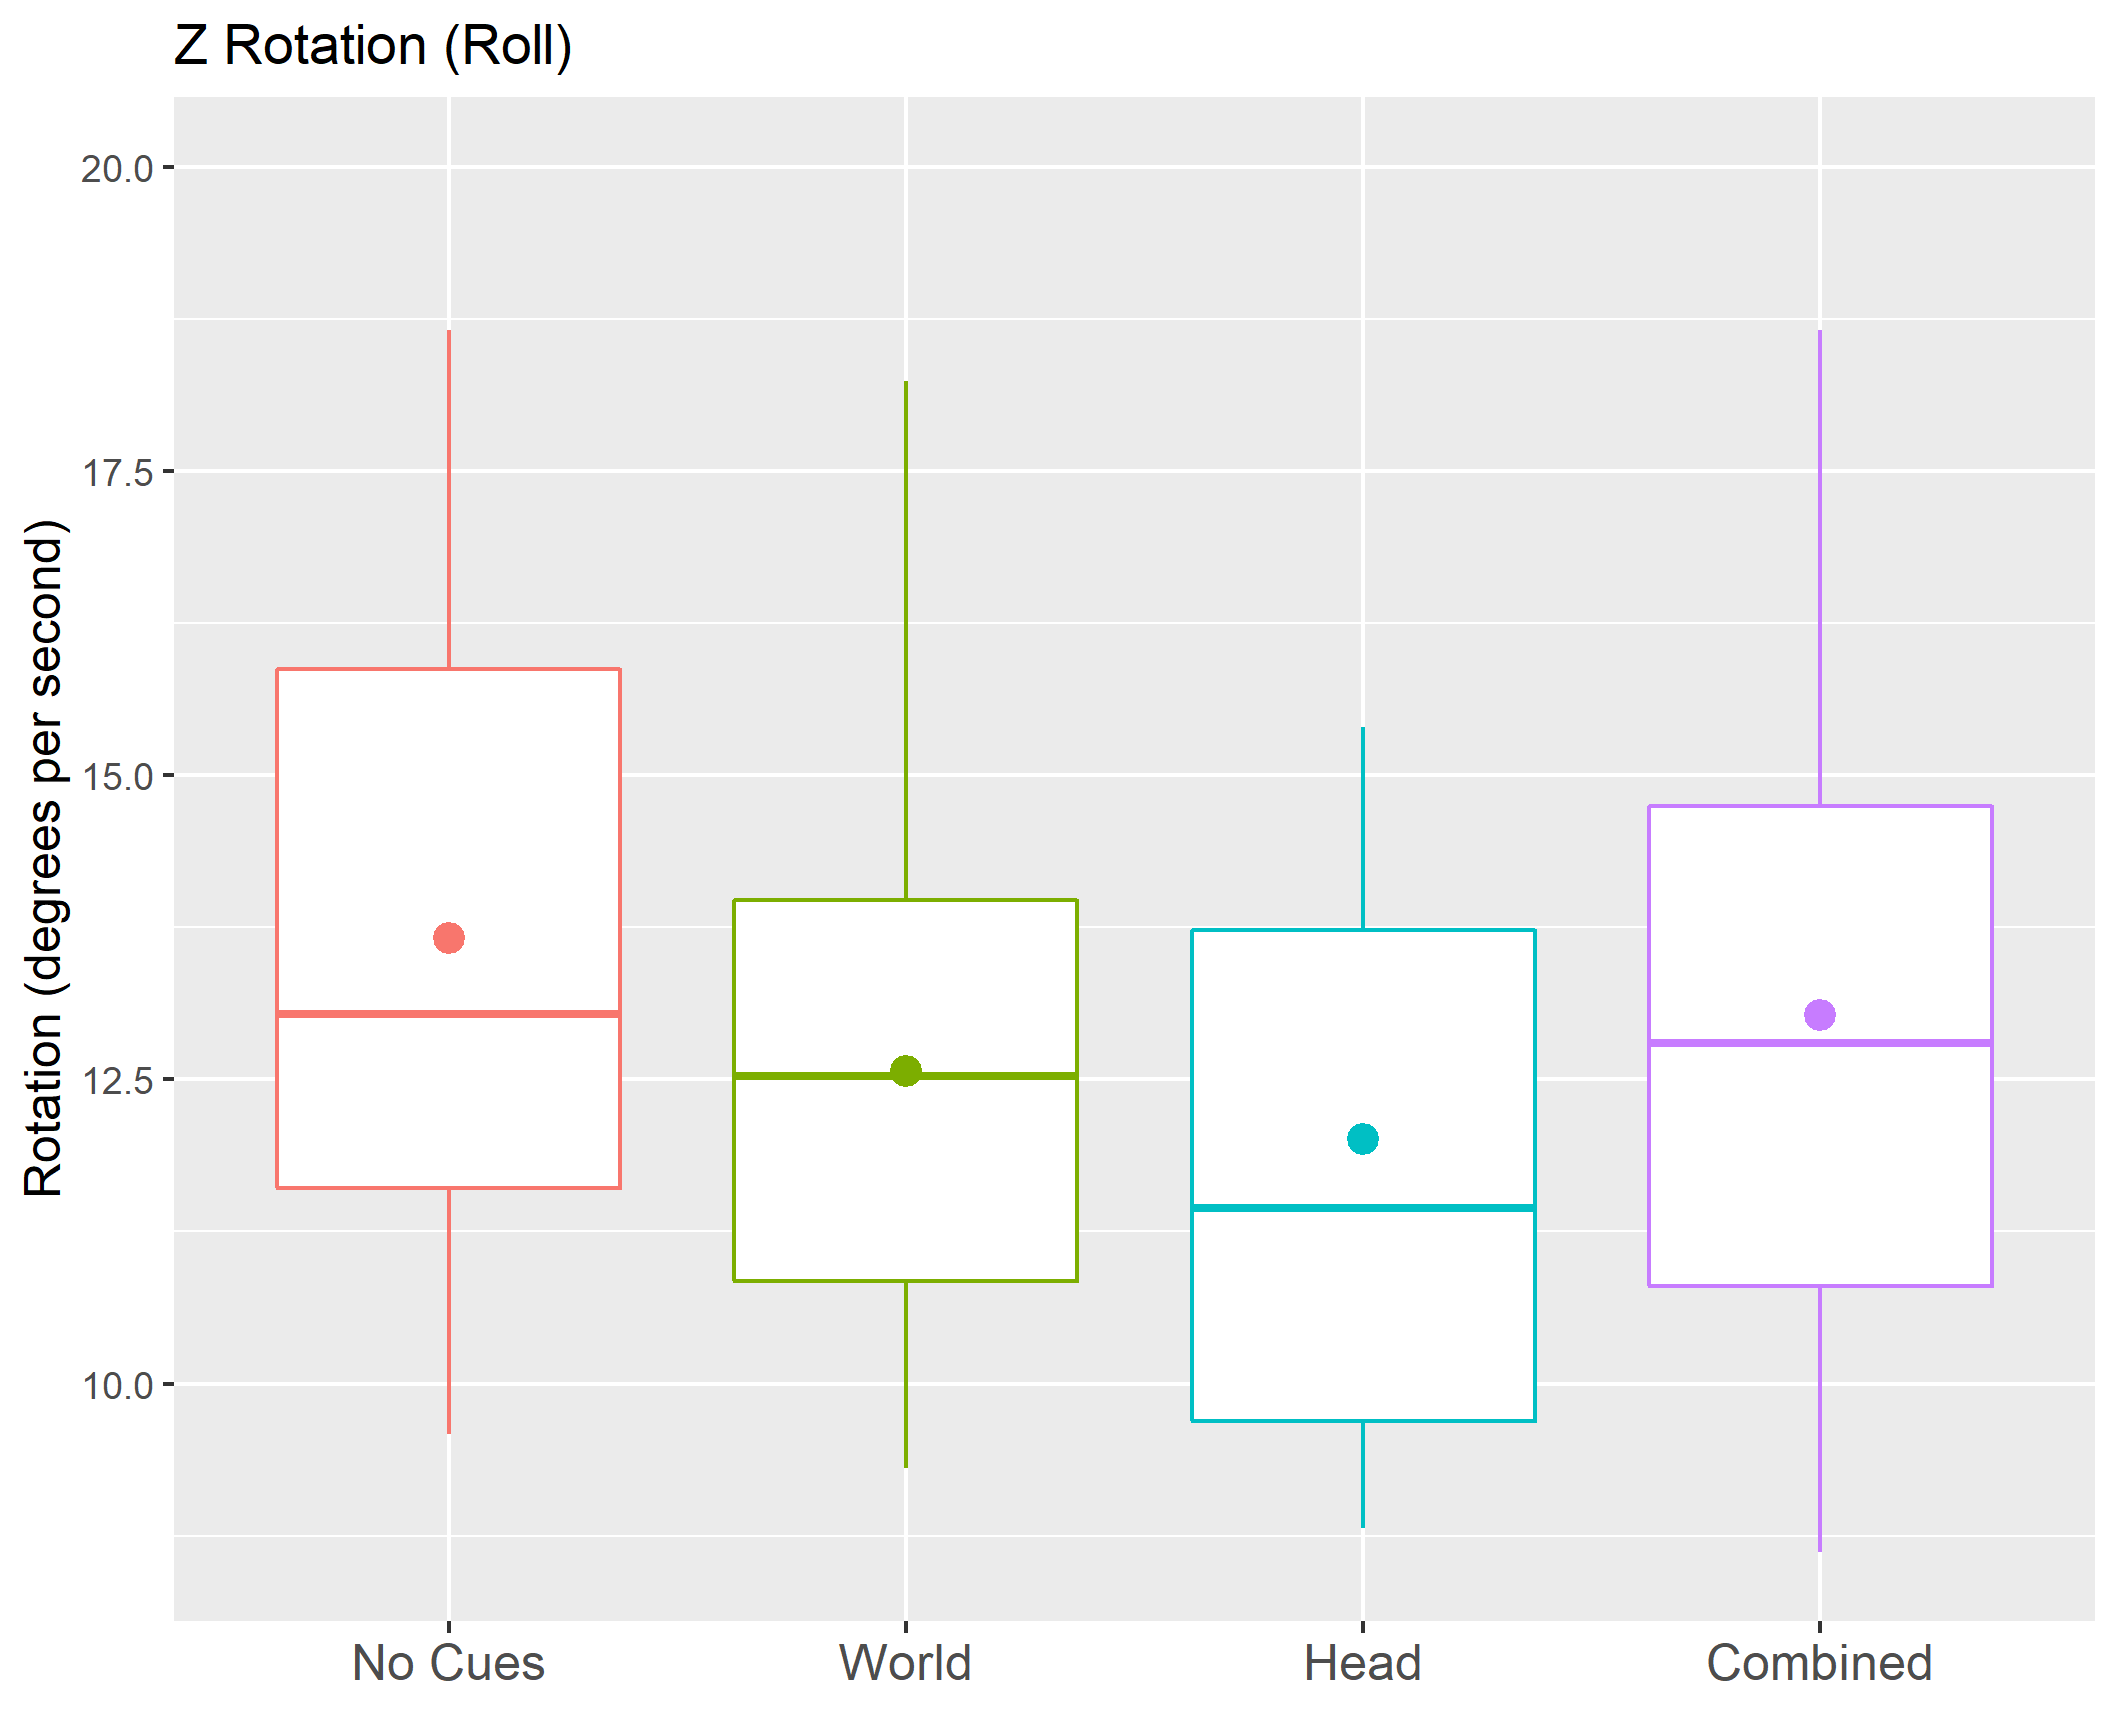 Z Rotation (Roll)
Rotation (degrees per second)
20.0
17.5
15.0
12.5
10.0
No Cues
World
Head
Combined